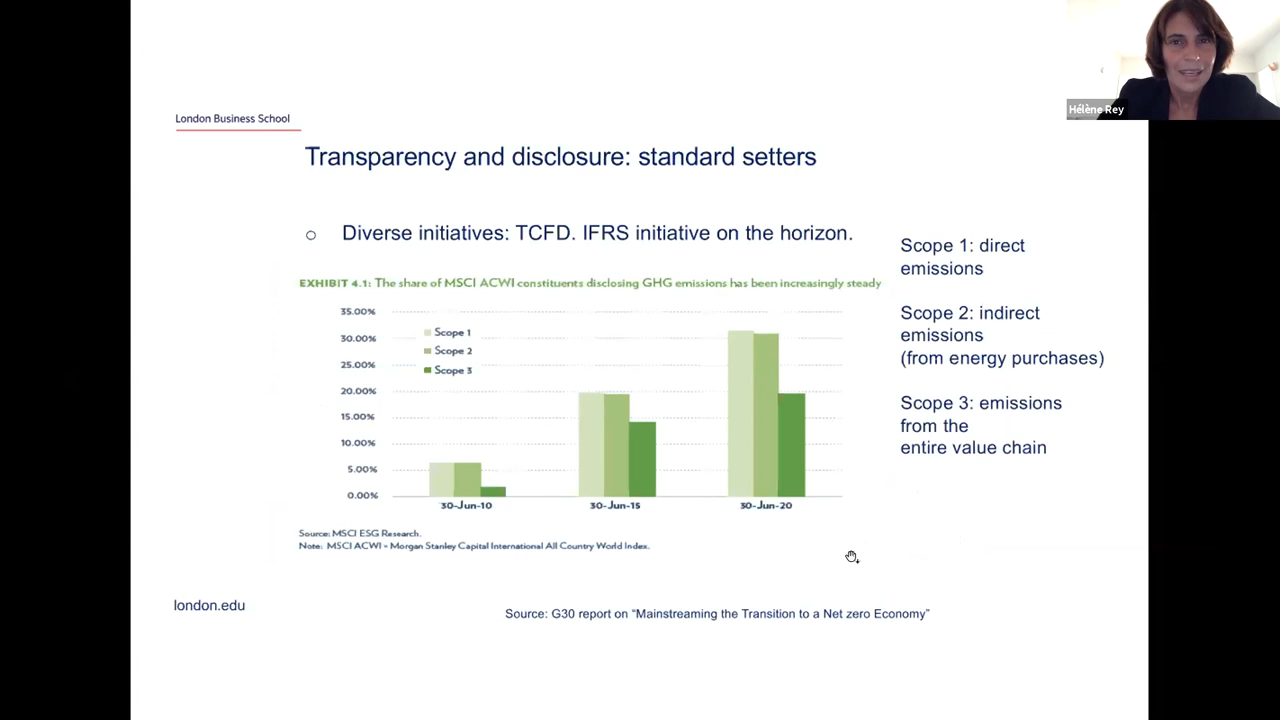 Hélène Rey
London Business School
Transparency and disclosure: standard setters
o Diverse initiatives: TCFD. IFRS initiative on the horizon.
EXHIBIT 4.1: The share of MSCI ACWI constituents disclosing GHG emissions has been increasingly steady
35.00%
30.00%
25.00%
20.00%
15.00%
10.00%
5.00%
0.00%
Scope 1
Scope 2
Scope 3
30-Jun-10
30-Jun-15
30-Jun-20
Source: MSCI ESG Research.
Note: MSCI ACWI = Morgan Stanley Capital International All Country World Index.
Scope 1: direct
emissions
Scope 2: indirect
emissions
(from energy purchases)
Scope 3: emissions
from the
entire value chain
london.edu
Source: G30 report on “Mainstreaming the Transition to a Net zero Economy”